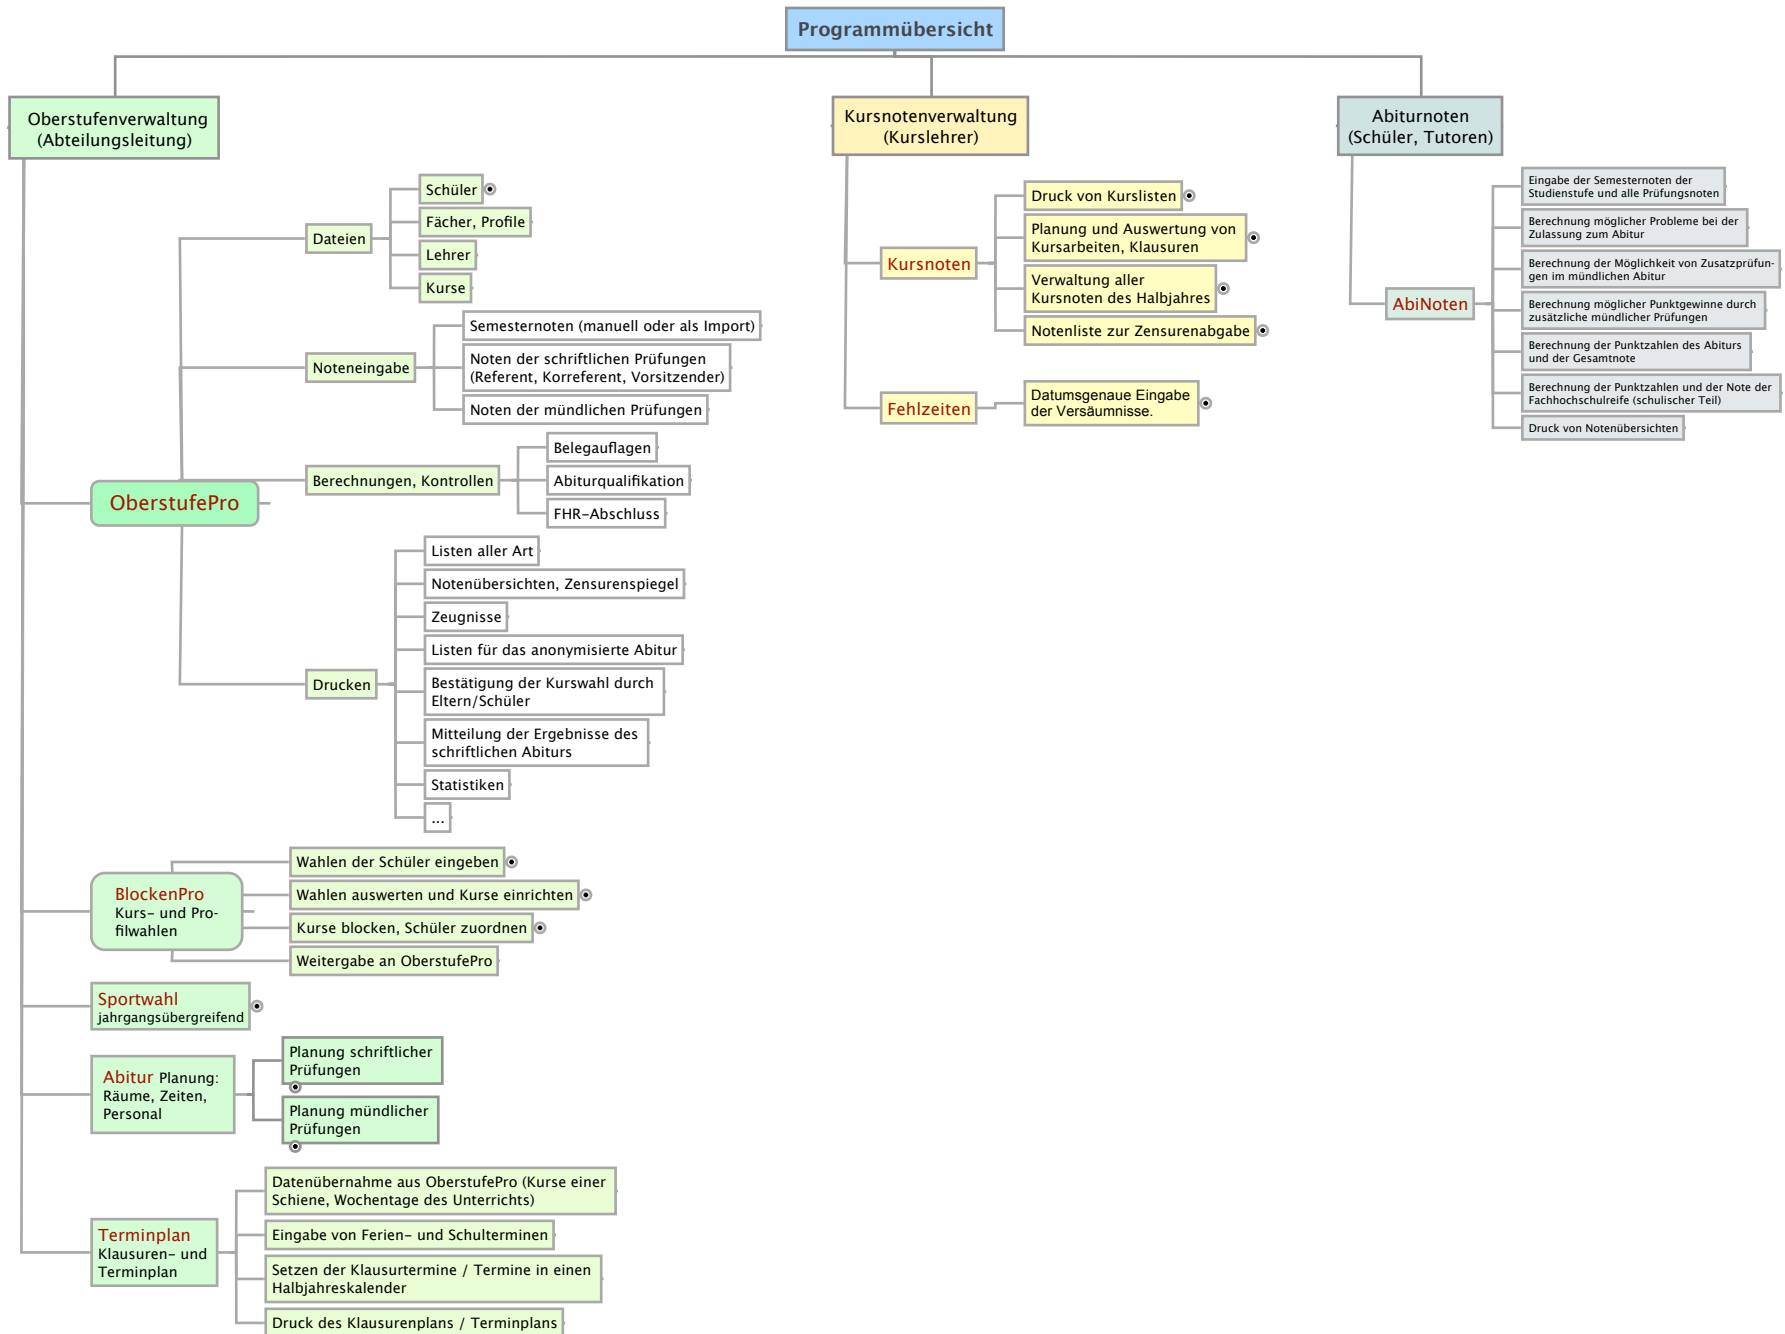 Programmübersicht
Oberstufenverwaltung
(Abteilungsleitung)
Dateien
Schüler
Fächer, Profile
Lehrer
Kurse
Noteneingabe
Semesternoten (manuell oder als Import)
Noten der schriftlichen Prüfungen
(Referent, Korreferent, Vorsitzender)
Noten der mündlichen Prüfungen
OberstufePro
Berechnungen, Kontrollen
Belegauflagen
Abiturqualifikation
FHR-Abschluss
Drucken
Listen aller Art
Notenübersichten, Zensurenspiegel
Zeugnisse
Listen für das anonymisierte Abitur
Bestätigung der Kurswahl durch
Eltern/Schüler
Mitteilung der Ergebnisse des
schriftlichen Abiturs
Statistiken
...
BlockenPro
Kurs- und Pro-
filwahlen
Wahlen der Schüler eingeben
Wahlen auswerten und Kurse einrichten
Kurse blocken, Schüler zuordnen
Weitergabe an OberstufePro
Sportwahl
jahrgangsübergreifend
Abitur Planung:
Räume, Zeiten,
Personal
Planung schriftlicher
Prüfungen
Planung mündlicher
Prüfungen
Terminplan
Klausuren- und
Terminplan
Datenübernahme aus OberstufePro (Kurse einer
Schiene, Wochentage des Unterrichts)
Eingabe von Ferien- und Schulterminen
Setzen der Klausurtermine / Termine in einen
Halbjahreskalender
Druck des Klausurenplans / Terminplans
Kursnotenverwaltung
(Kurslehrer)
Kursnoten
Druck von Kurslisten
Planung und Auswertung von
Kursarbeiten, Klausuren
Verwaltung aller
Kursnoten des Halbjahres
Notenliste zur Zensurenabgabe
Fehlzeiten
Datumsgenaue Eingabe
der Versäumnisse.
Abiturnoten
(Schüler, Tutoren)
AbiNoten
Eingabe der Semesternoten der
Studienstufe und alle Prüfungsnoten
Berechnung möglicher Probleme bei der
Zulassung zum Abitur
Berechnung der Möglichkeit von Zusatzprüfun-
gen im mündlichen Abitur
Berechnung möglicher Punktgewinne durch
zusätzliche mündlicher Prüfungen
Berechnung der Punktzahlen des Abiturs
und der Gesamtnote
Berechnung der Punktzahlen und der Note der
Fachhochschulreife (schulischer Teil)
Druck von Notenübersichten